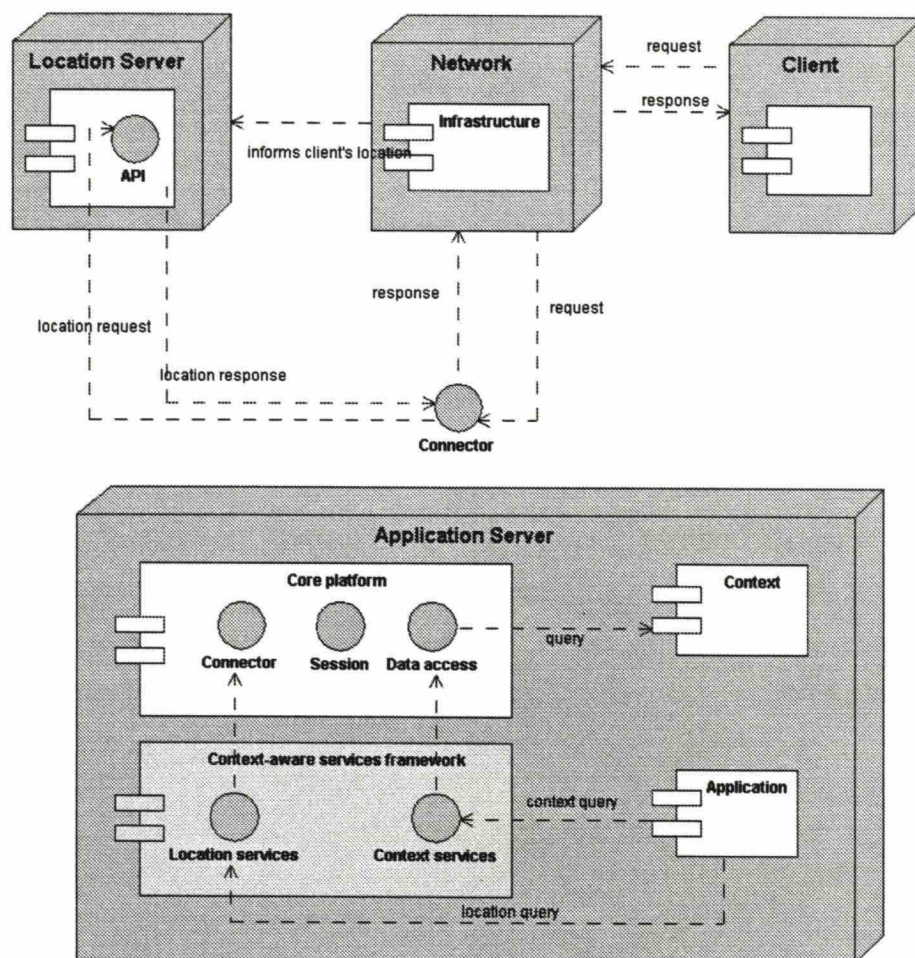 Location Server
Network
Client
request
response
Infrastructure
informs client's location
API
response
request
location request
location response
Connector
Application Server
Core platform
Context
Connector
Session
Data access
query
Context-aware services framework
Application
context query
Location services
Context services
location query